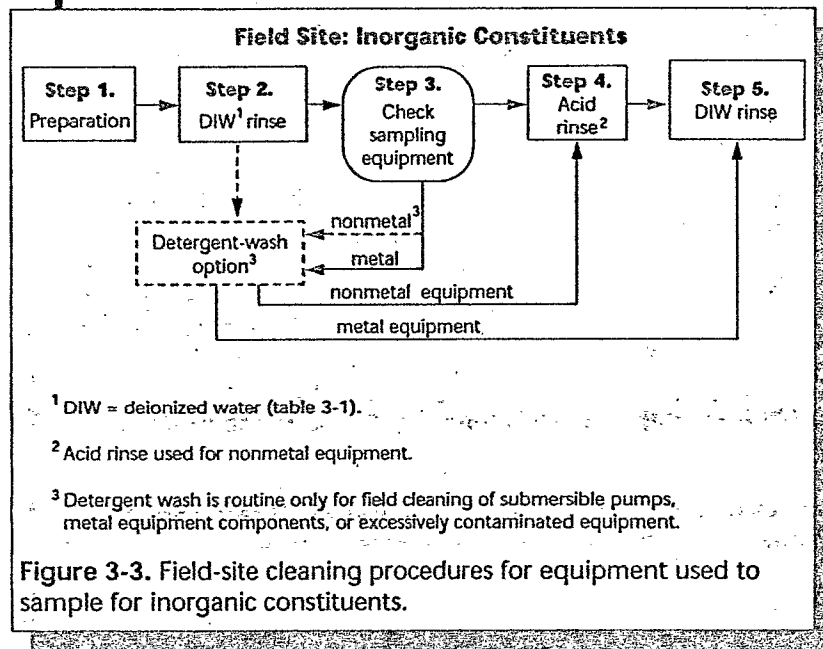 Field Site: Inorganic Constituents
Step 1.
Preparation
Step 2.
DIW¹ rinse
Step 3.
Check
sampling
equipment
Step 4.
Acid
rinse²
Step 5.
DIW rinse
nonmetal³
Detergent-wash
option³
metal
nonmetal equipment
metal equipment
¹ DIW = deionized water (table 3-1).
² Acid rinse used for nonmetal equipment.
³ Detergent wash is routine only for field cleaning of submersible pumps,
metal equipment components, or excessively contaminated equipment.
Figure 3-3. Field-site cleaning procedures for equipment used to
sample for inorganic constituents.